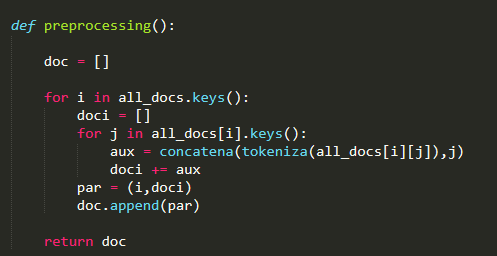 def preprocessing():
doc = []
for i in all_docs.keys():
doci = []
for j in all_docs[i].keys():
aux = concatena(tokeniza(all_docs[i][j]),j)
doci += aux
par = (i,doci)
doc.append(par)
return doc